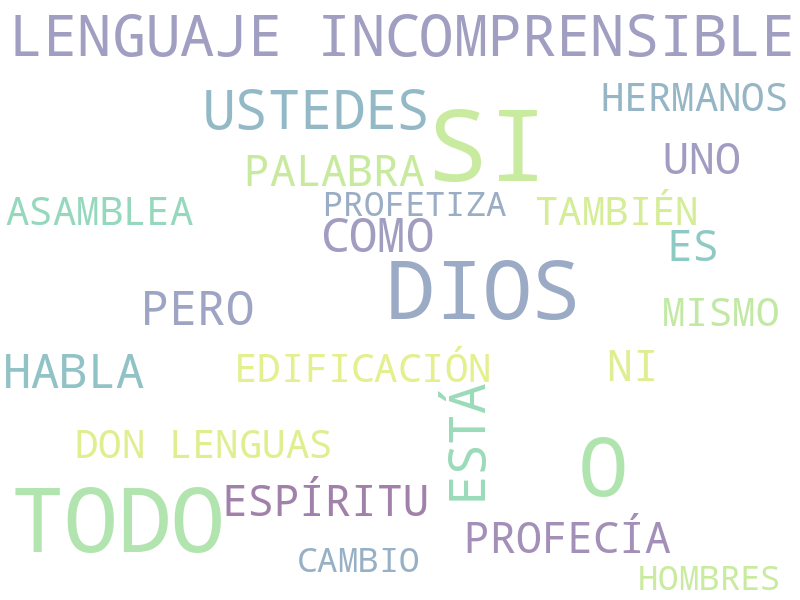 LENGUAJE INCOMPRENSIBLE
USTEDES
HERMANOS
SI
UNO
PALABRA
ASAMBLEA
PROFETIZA
TAMBIÉN
COMO
ES
DIOS
PERO
MISMO
HABLA
EDIFICACIÓN
NI
ESTÁ
DON LENGUAS
O
TODO
ESPÍRITU
PROFECÍA
CAMBIO
HOMBRES